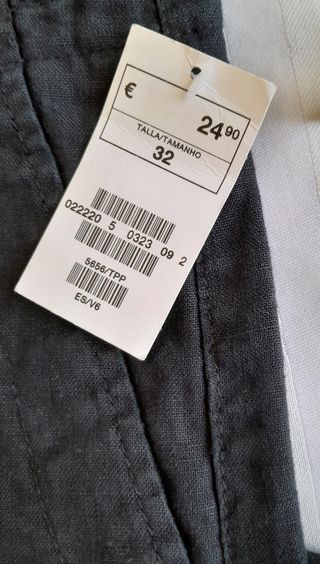 € 24 90
TALLA/TAMANHO
32
022220 5 0323 09 2
5656/TPP
ES/V6